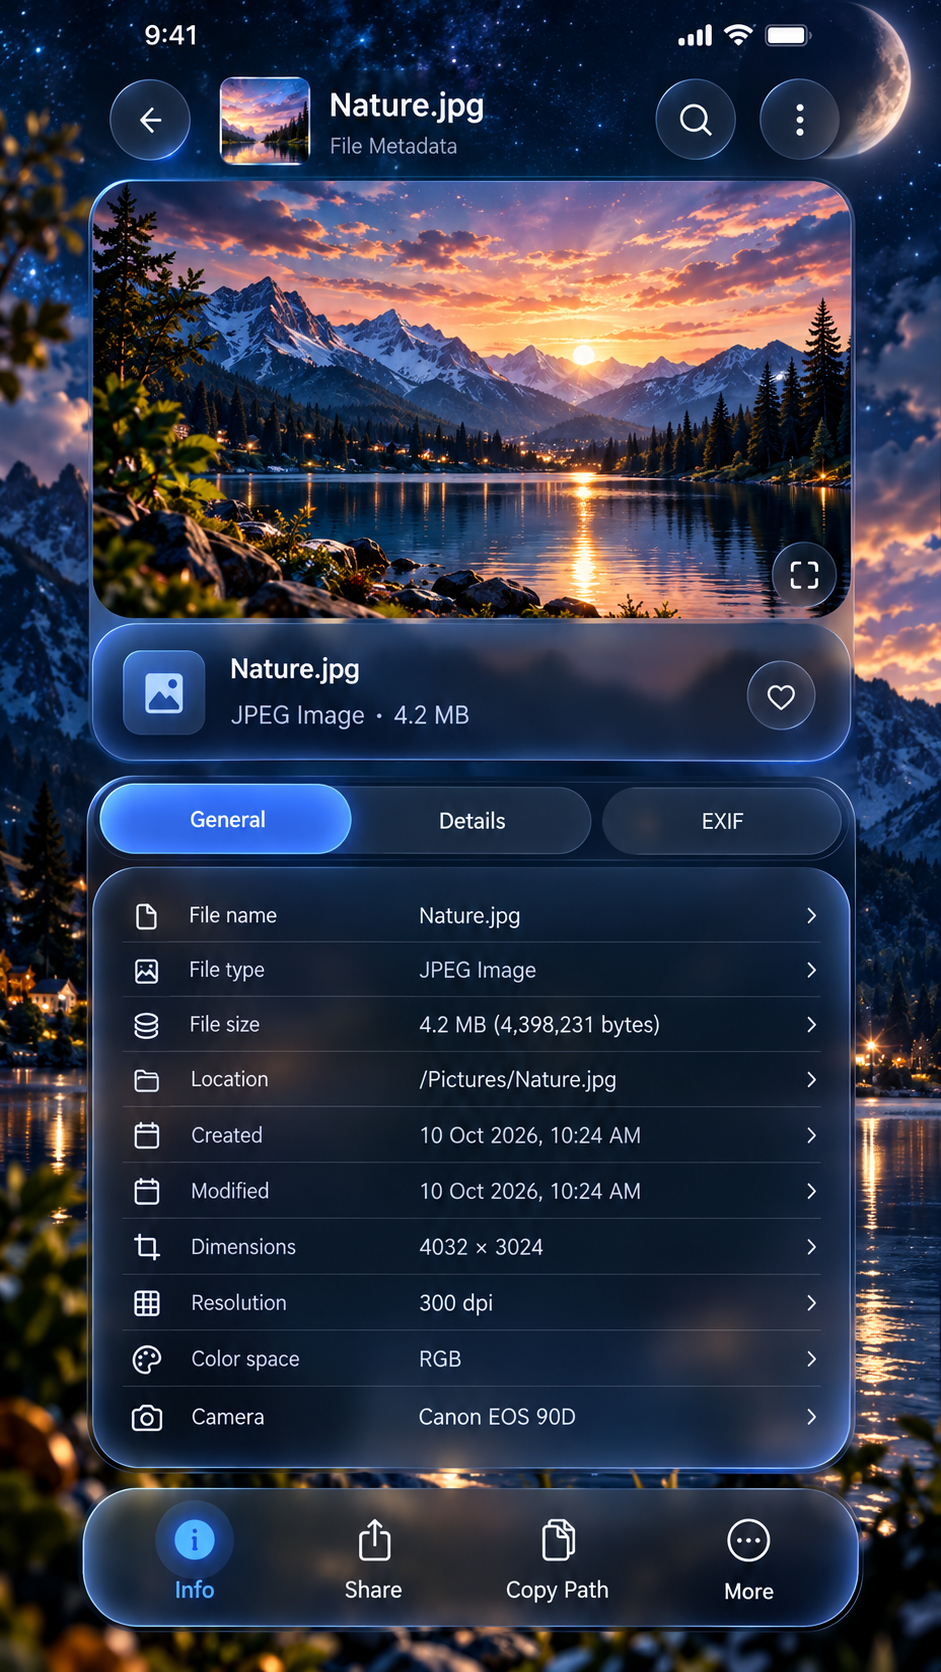 9:41
Nature.jpg
File Metadata
Nature.jpg
JPEG Image • 4.2 MB
General Details EXIF
File name Nature.jpg
File type JPEG Image
File size 4.2 MB (4,398,231 bytes)
Location /Pictures/Nature.jpg
Created 10 Oct 2026, 10:24 AM
Modified 10 Oct 2026, 10:24 AM
Dimensions 4032 × 3024
Resolution 300 dpi
Color space RGB
Camera Canon EOS 90D
Info Share Copy Path More